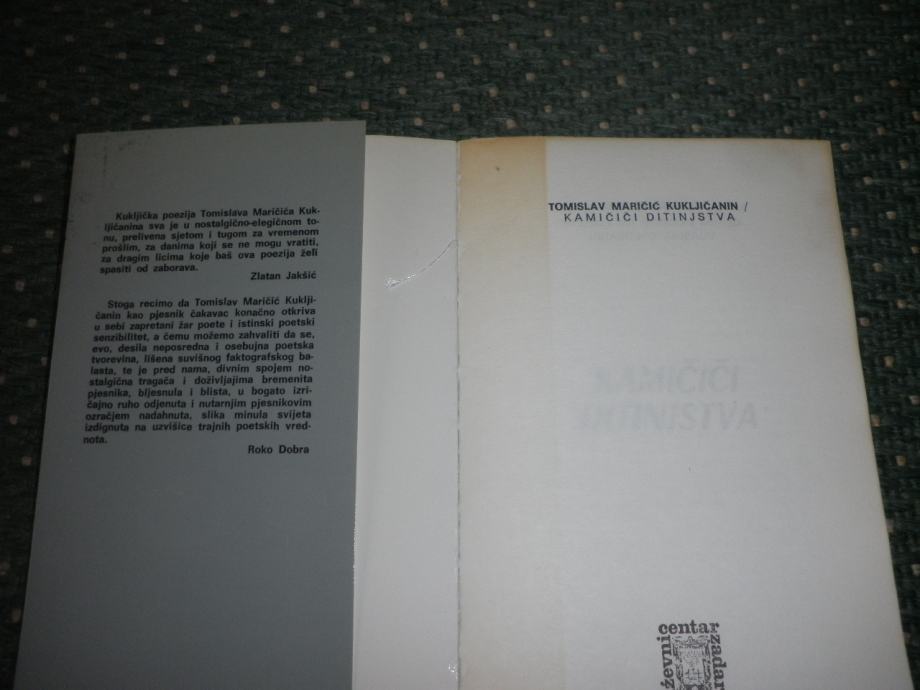 Kukljička poezija Tomislava Maričića Kuk-
ljičanina sva je u nostalgično-elegičnom to-
nu, prelivena sjetom i tugom za vremenom
prošlim, za danima koji se ne mogu vratiti,
za dragim licima koje baš ova poezija želi
spasiti od zaborava.
Zlatan Jakšić
Stoga recimo da Tomislav Maričić Kuklji-
čanin kao pjesnik čakavac konačno otkriva
u sebi zapretani žar poete i istinski poetski
senzibilitet, a čemu možemo zahvaliti da se,
evo, desila neposredna i osebujna poetska
tvorevina, lišena suvišnog faktografskog ba-
lasta, te je pred nama, divnim spojem no-
stalgična tragača i doživljajima bremenita
pjesnika, bljesnula i blista, u bogato izri-
čajno ruho odjenuta i nutarnjim pjesnikovim
ozračjem nadahnuta, slika minula svijeta
izdignuta na uzvišice trajnih poetskih vred-
nota.
Roko Dobra
TOMISLAV MARIČIĆ KUKLJIČANIN /
KAMIČIĆI DITINJSTVA
KAMIČIĆI
DITINJSTVA
ževni
centar
zadar